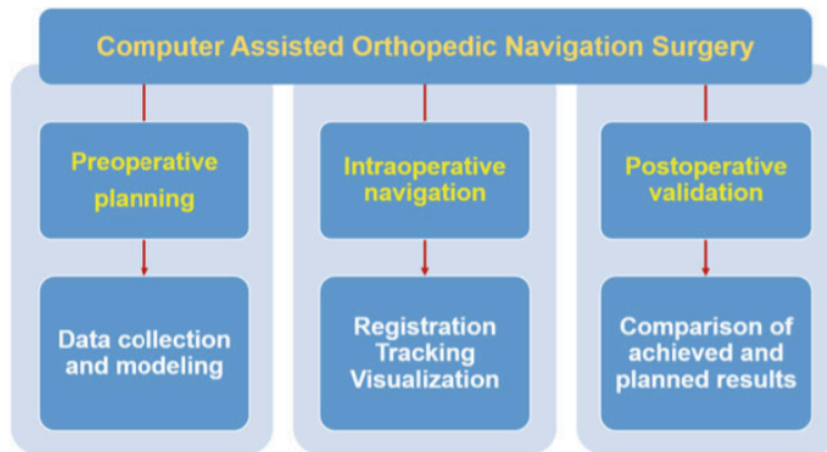 Computer Assisted Orthopedic Navigation Surgery
Preoperative
planning
Data collection
and modeling
Intraoperative
navigation
Registration
Tracking
Visualization
Postoperative
validation
Comparison of
achieved and
planned results